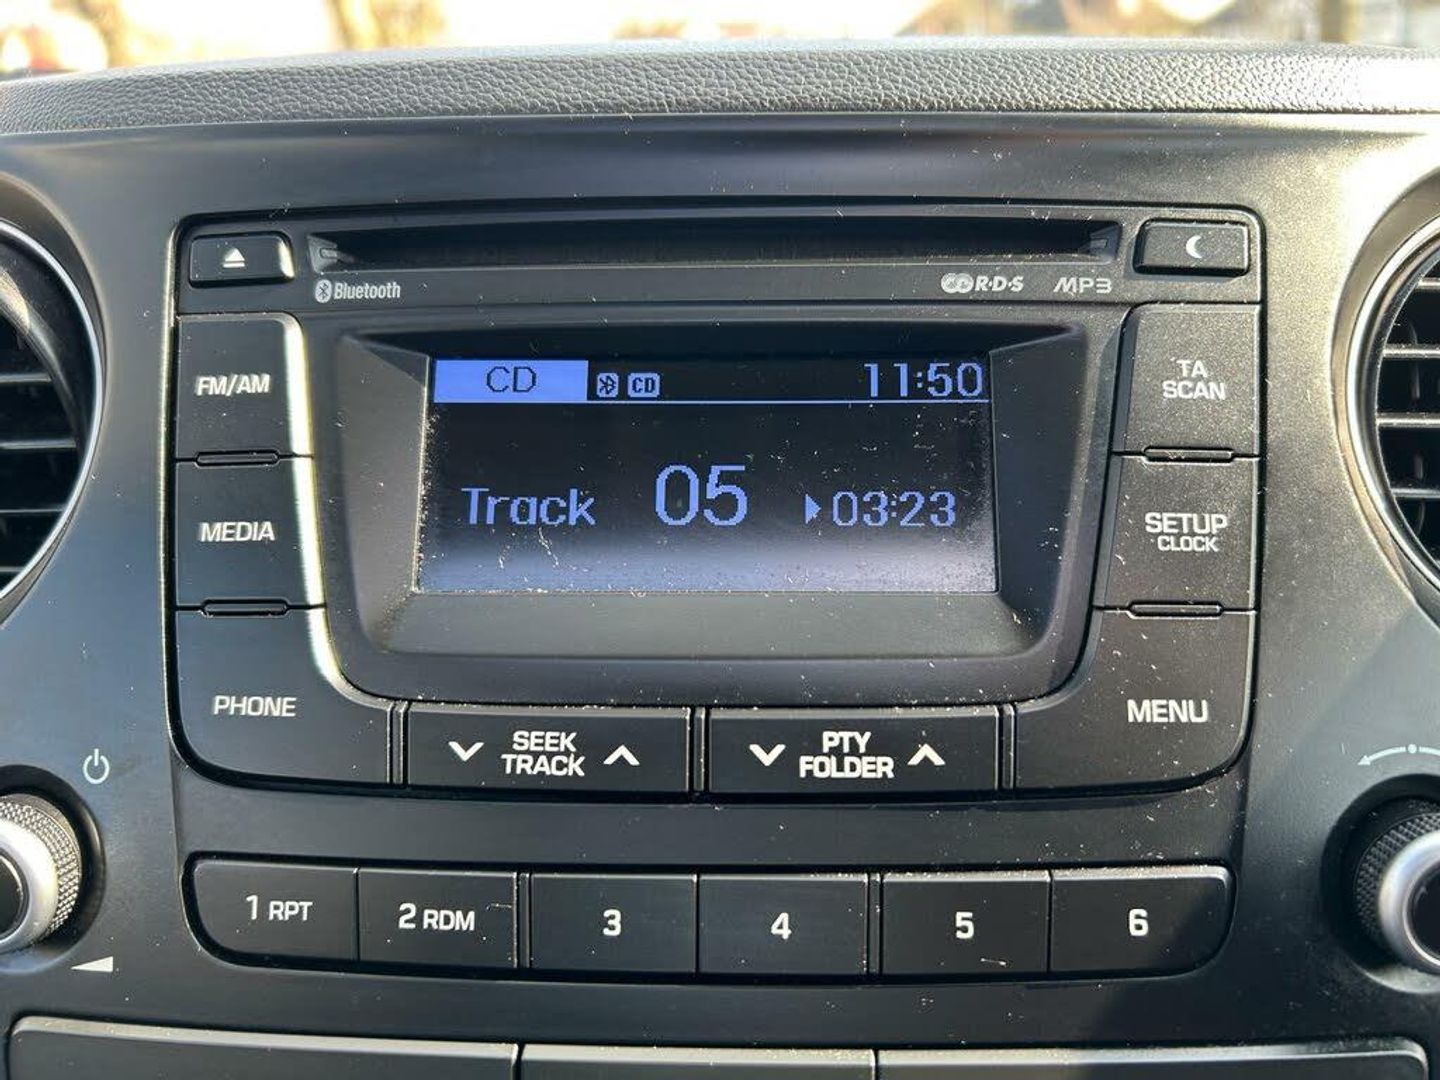 Bluetooth
R·D·S MP3
FM/AM
CD CD 11:50
TA
SCAN
MEDIA
Track 05 03:23
SETUP
CLOCK
PHONE
SEEK
TRACK
PTY
FOLDER
MENU
1 RPT
2 RDM
3
4
5
6